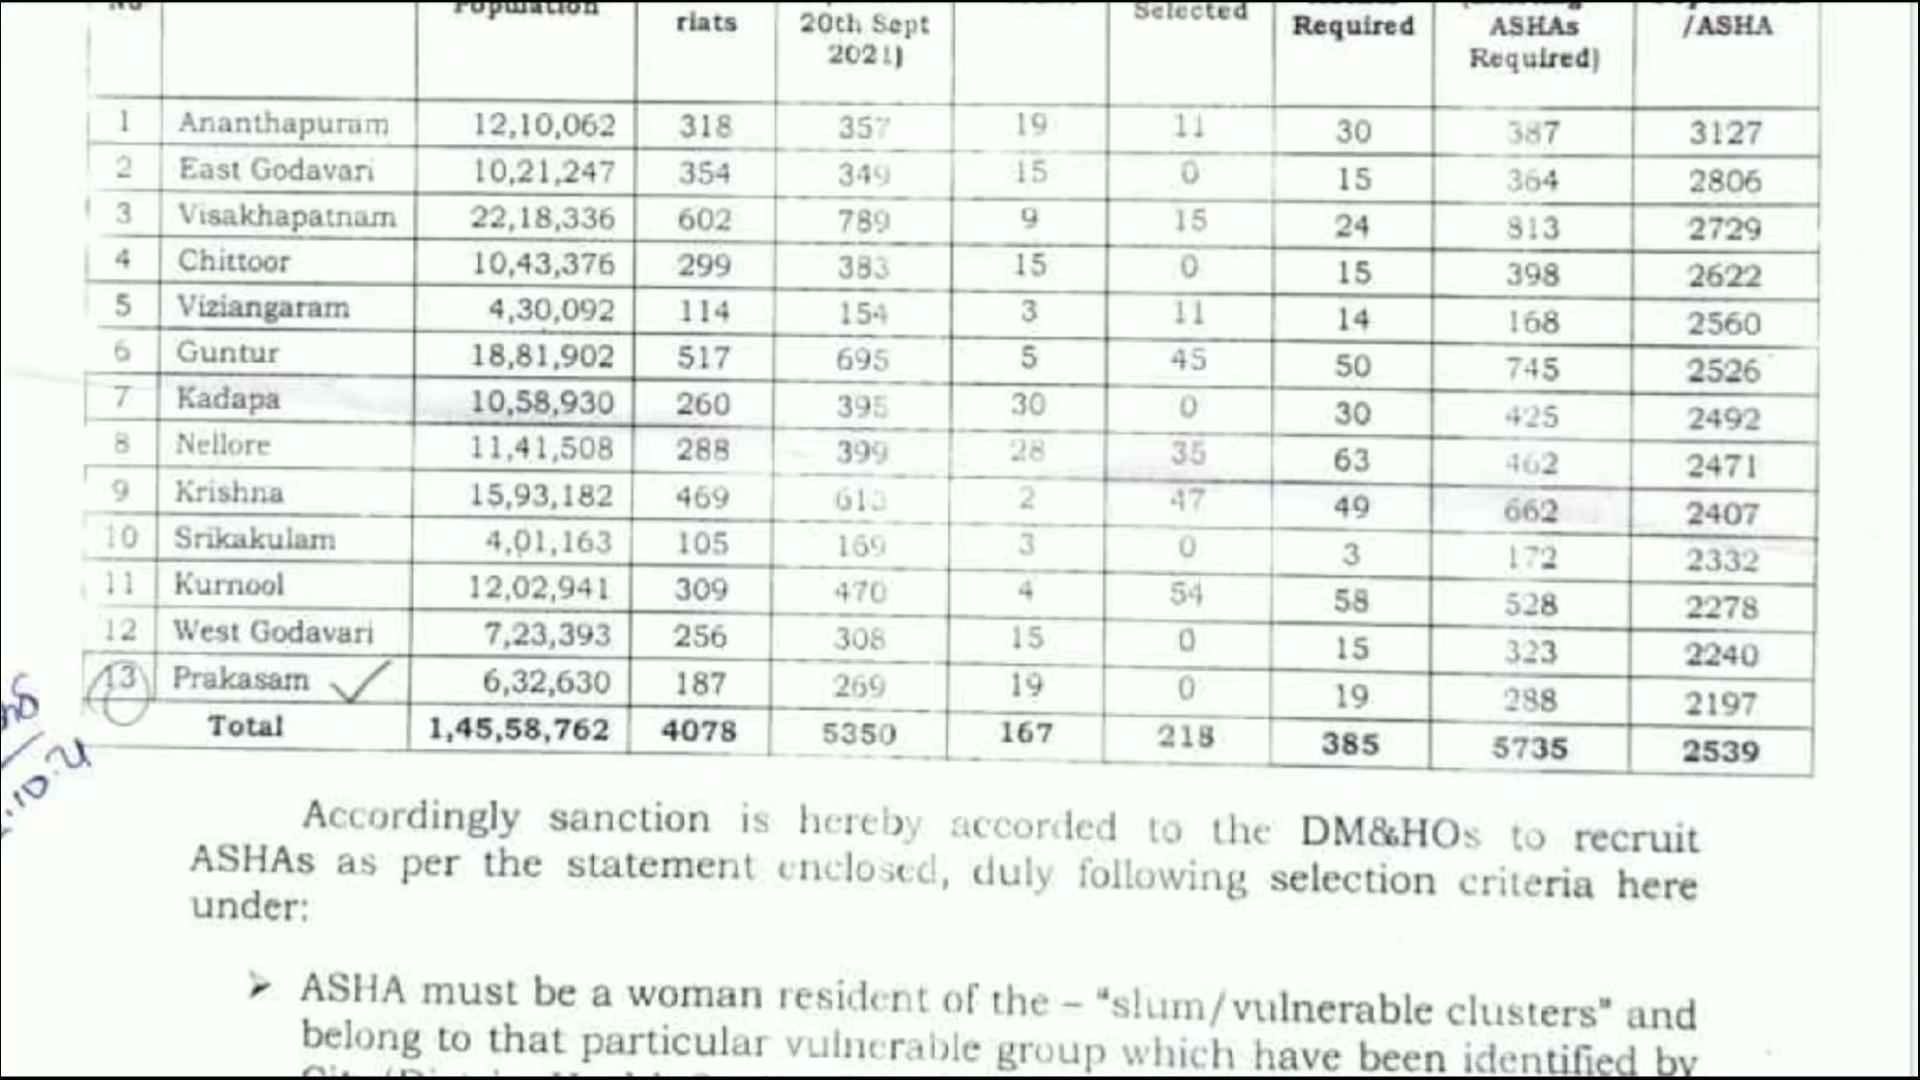 No Population riats 20th Sept 2021) Selected Required ASHAs Required) /ASHA
1 Ananthapuram 12,10,062 318 357 19 11 30 387 3127
2 East Godavari 10,21,247 354 349 15 0 15 364 2806
3 Visakhapatnam 22,18,336 602 789 9 15 24 813 2729
4 Chittoor 10,43,376 299 383 15 0 15 398 2622
5 Viziangaram 4,30,092 114 154 3 11 14 168 2560
6 Guntur 18,81,902 517 695 5 45 50 745 2526
7 Kadapa 10,58,930 260 395 30 0 30 425 2492
8 Nellore 11,41,508 288 399 28 35 63 462 2471
9 Krishna 15,93,182 469 613 2 47 49 662 2407
10 Srikakulam 4,01,163 105 169 3 0 3 172 2332
11 Kurnool 12,02,941 309 470 4 54 58 528 2278
12 West Godavari 7,23,393 256 308 15 0 15 323 2240
13 Prakasam 6,32,630 187 269 19 0 19 288 2197
Total 1,45,58,762 4078 5350 167 218 385 5735 2539
Accordingly sanction is hereby accorded to the DM&HOs to recruit
ASHAs as per the statement enclosed, duly following selection criteria here
under:
➢ ASHA must be a woman resident of the – "slum/vulnerable clusters" and
belong to that particular vulnerable group which have been identified by